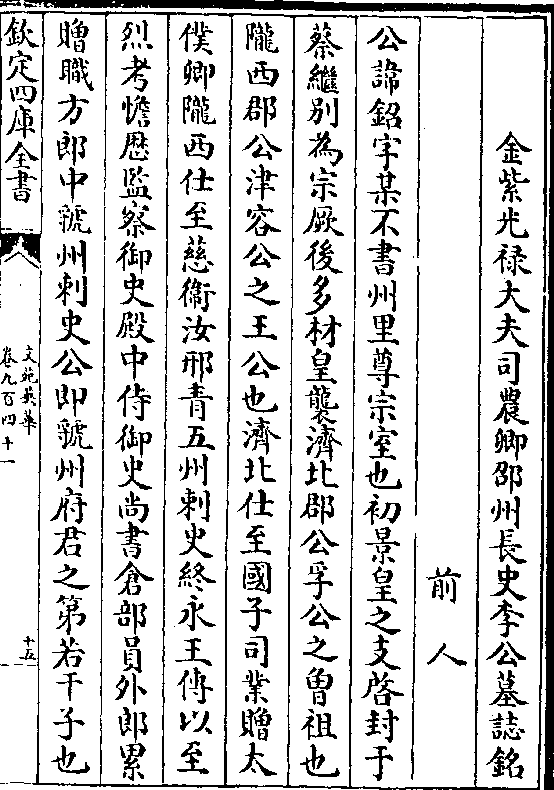 金紫光禄大夫司農卿邵州長史李公墓誌銘
前人
公諱銘字某不書州里尊宗室也初景皇之支啓封于
蔡繼别為宗厥後多材皇襲濟北郡公孚公之曾祖也
隴西郡公津容公之王公也濟北仕至國子司業贈太
僕卿隴西仕至慈衞汝邢青五州刺史終永王傅以至
烈考憺歴監察御史殿中侍御史尚書倉部員外郎累
贈職方郎中虢州刺史公即虢州府君之第若干子也
欽定四庫全書
文苑英華
卷九百四十一
十五